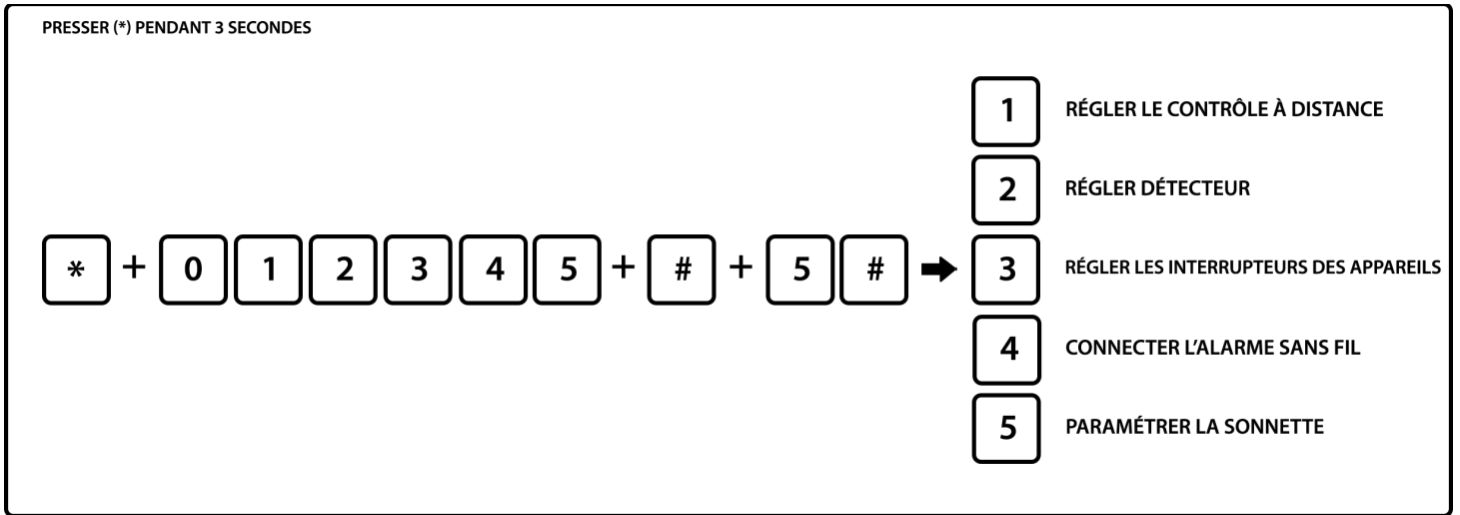 PRESSER (*) PENDANT 3 SECONDES
1 RÉGLER LE CONTRÔLE À DISTANCE
2 RÉGLER DÉTECTEUR
* + 0 1 2 3 4 5 + # + 5 # → 3 RÉGLER LES INTERRUPTEURS DES APPAREILS
4 CONNECTER L'ALARME SANS FIL
5 PARAMÉTRER LA SONNETTE